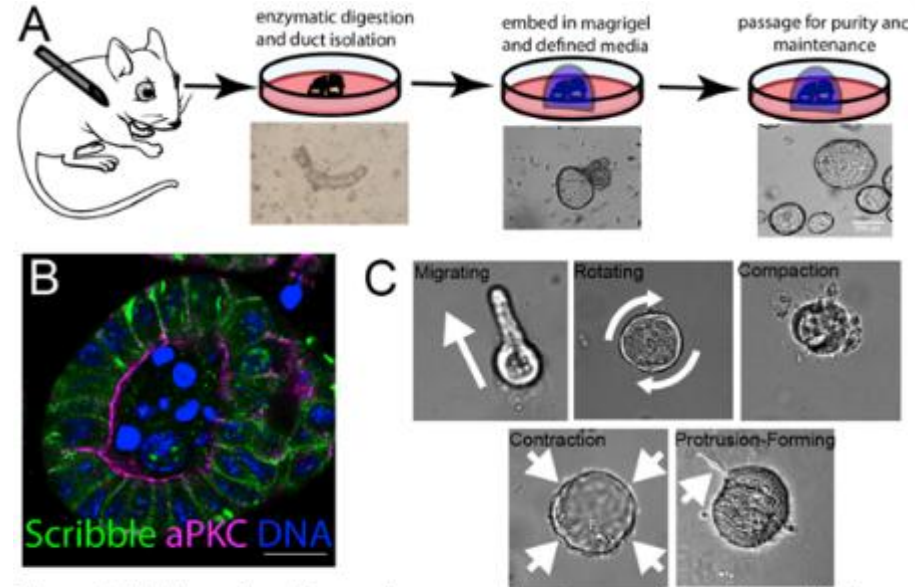 A
enzymatic digestion
and duct isolation
embed in magrigel
and defined media
passage for purity and
maintenance
B
Scribble aPKC DNA
C
Migrating
Rotating
Compaction
Contraction
Protrusion-Forming